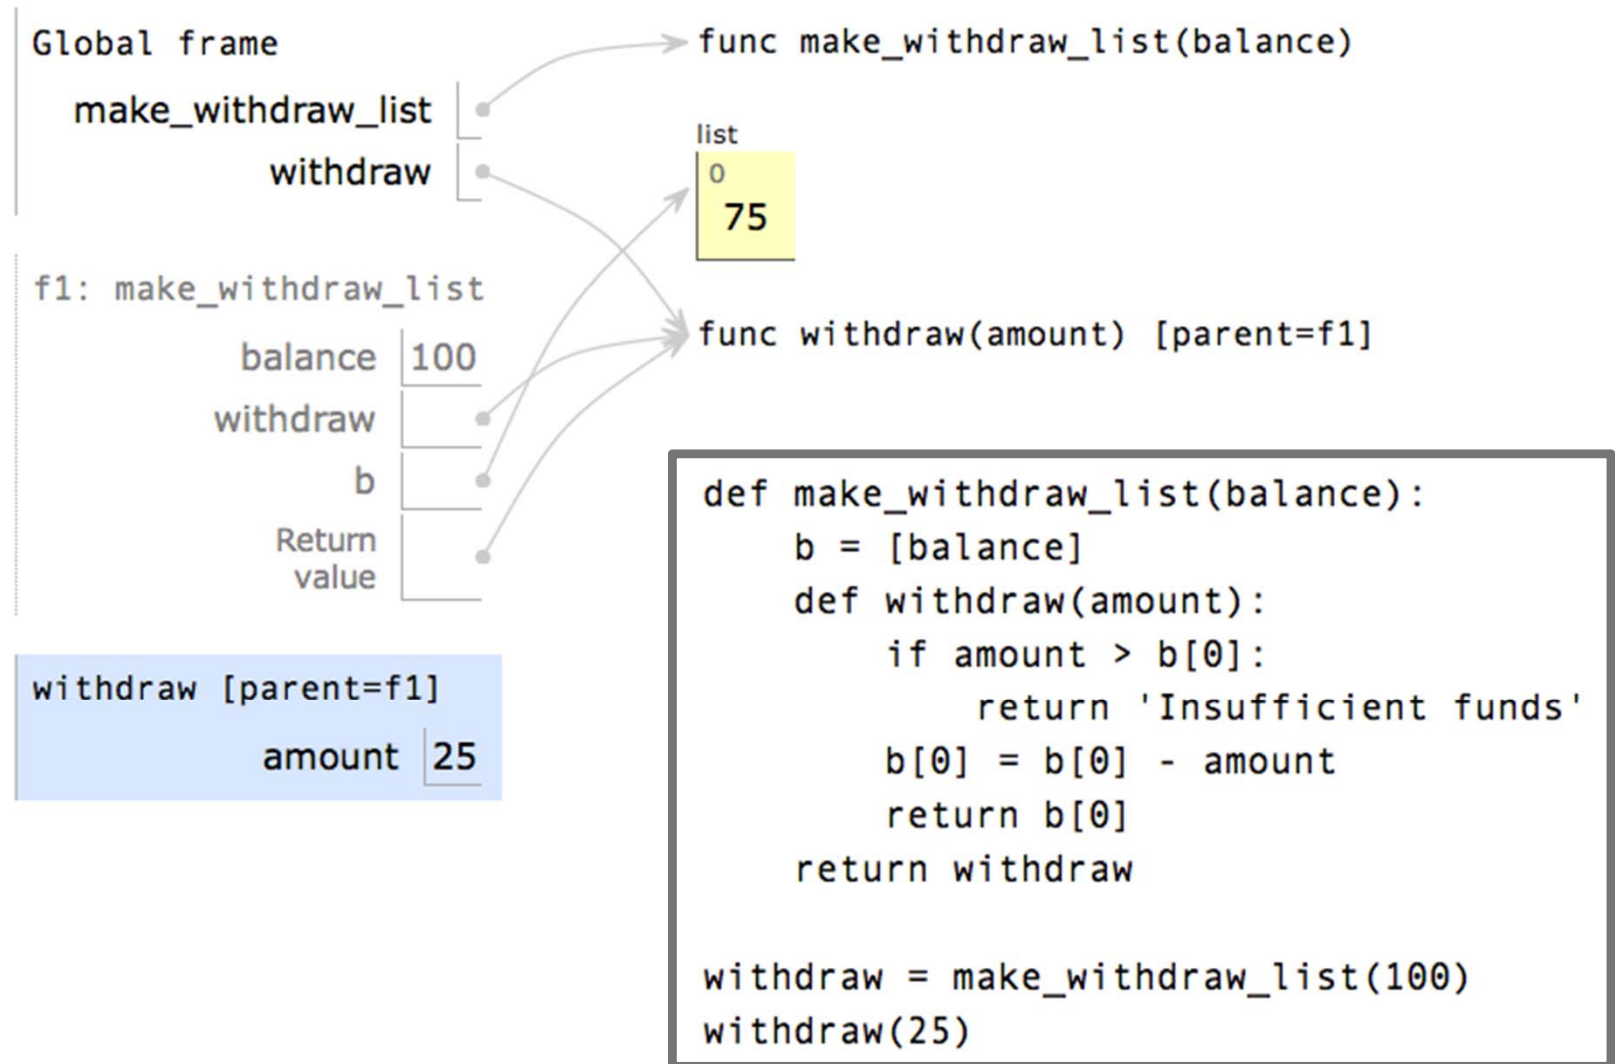 Global frame
make_withdraw_list
withdraw
func make_withdraw_list(balance)
list
0
75
f1: make_withdraw_list
balance 100
withdraw
b
Return
value
func withdraw(amount) [parent=f1]
withdraw [parent=f1]
amount 25
def make_withdraw_list(balance):
    b = [balance]
    def withdraw(amount):
        if amount > b[0]:
            return 'Insufficient funds'
        b[0] = b[0] - amount
        return b[0]
    return withdraw

withdraw = make_withdraw_list(100)
withdraw(25)